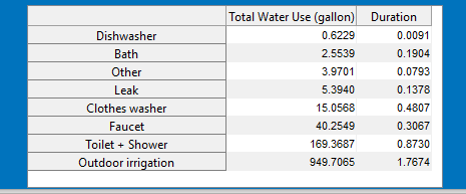 Total Water Use (gallon) Duration
Dishwasher 0.6229 0.0091
Bath 2.5539 0.1904
Other 3.9701 0.0793
Leak 5.3940 0.1378
Clothes washer 15.0568 0.4807
Faucet 40.2549 0.3067
Toilet + Shower 169.3687 0.8730
Outdoor irrigation 949.7065 1.7674